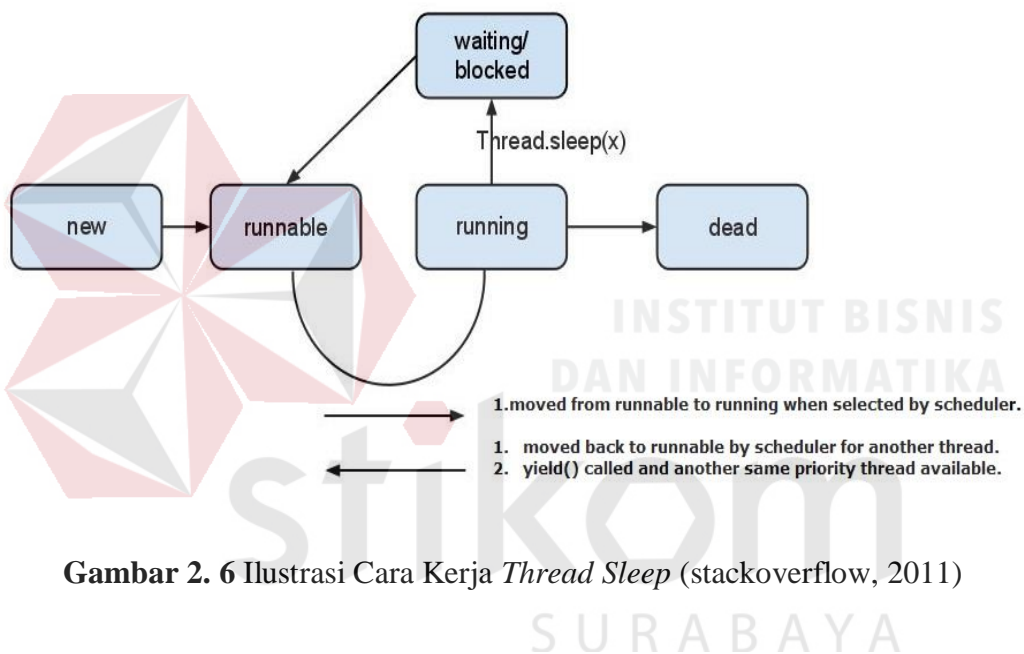 waiting/
blocked
Thread.sleep(x)
new
runnable
running
dead
INSTITUT BISNIS
DAN INFORMATIKA
1.moved from runnable to running when selected by scheduler.
1. moved back to runnable by scheduler for another thread.
2. yield() called and another same priority thread available.
stikom
Gambar 2. 6 Ilustrasi Cara Kerja Thread Sleep (stackoverflow, 2011)
SURABAYA